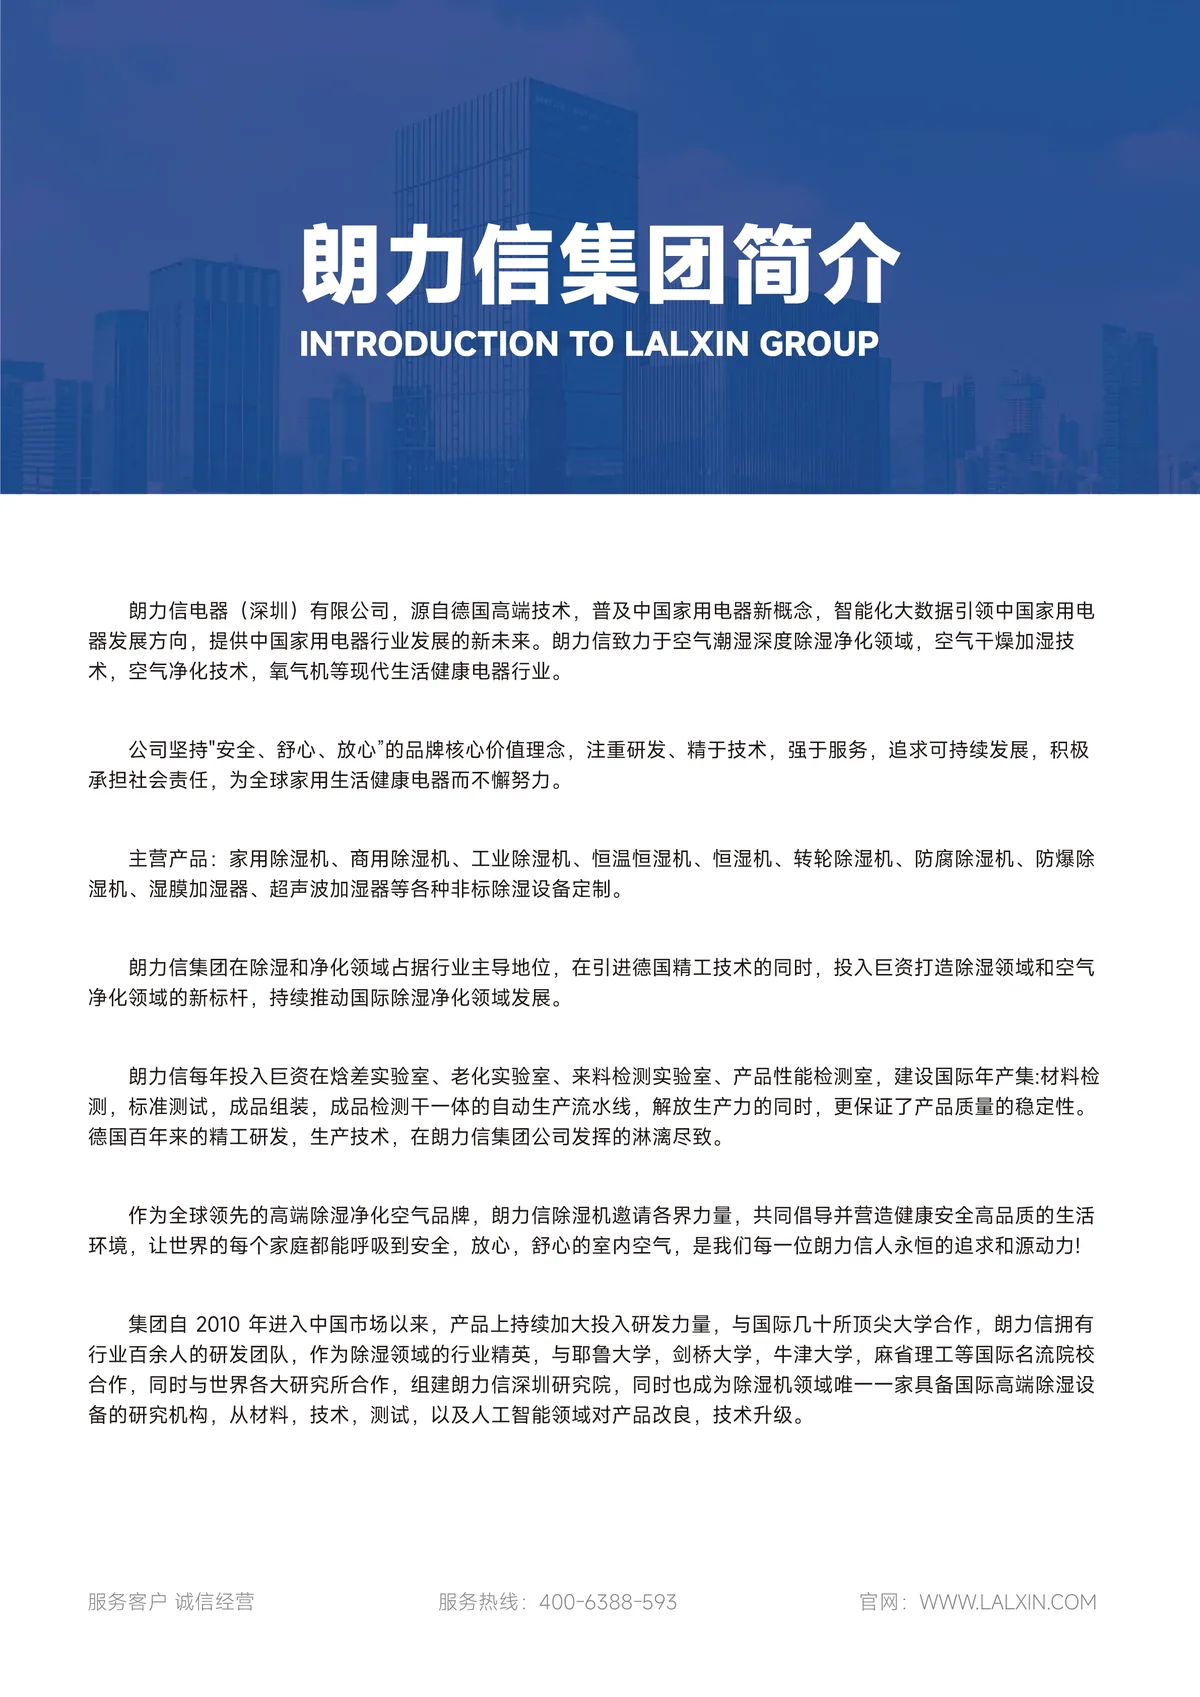 朗力信集团简介
INTRODUCTION TO LALXIN GROUP
朗力信电器（深圳）有限公司，源自德国高端技术，普及中国家用电器新概念，智能化大数据引领中国家用电
器发展方向，提供中国家用电器行业发展的新未来。朗力信致力于空气潮湿深度除湿净化领域，空气干燥加湿技
术，空气净化技术，氧气机等现代生活健康电器行业。
公司坚持"安全、舒心、放心”的品牌核心价值理念，注重研发、精于技术，强于服务，追求可持续发展，积极
承担社会责任，为全球家用生活健康电器而不懈努力。
主营产品：家用除湿机、商用除湿机、工业除湿机、恒温恒湿机、恒湿机、转轮除湿机、防腐除湿机、防爆除
湿机、湿膜加湿器、超声波加湿器等各种非标除湿设备定制。
朗力信集团在除湿和净化领域占据行业主导地位，在引进德国精工技术的同时，投入巨资打造除湿领域和空气
净化领域的新标杆，持续推动国际除湿净化领域发展。
朗力信每年投入巨资在焓差实验室、老化实验室、来料检测实验室、产品性能检测室，建设国际年产集:材料检
测，标准测试，成品组装，成品检测干一体的自动生产流水线，解放生产力的同时，更保证了产品质量的稳定性。
德国百年来的精工研发，生产技术，在朗力信集团公司发挥的淋漓尽致。
作为全球领先的高端除湿净化空气品牌，朗力信除湿机邀请各界力量，共同倡导并营造健康安全高品质的生活
环境，让世界的每个家庭都能呼吸到安全，放心，舒心的室内空气，是我们每一位朗力信人永恒的追求和源动力!
集团自 2010 年进入中国市场以来，产品上持续加大投入研发力量，与国际几十所顶尖大学合作，朗力信拥有
行业百余人的研发团队，作为除湿领域的行业精英，与耶鲁大学，剑桥大学，牛津大学，麻省理工等国际名流院校
合作，同时与世界各大研究所合作，组建朗力信深圳研究院，同时也成为除湿机领域唯一一家具备国际高端除湿设
备的研究机构，从材料，技术，测试，以及人工智能领域对产品改良，技术升级。
服务客户 诚信经营
服务热线：400-6388-593
官网：WWW.LALXIN.COM